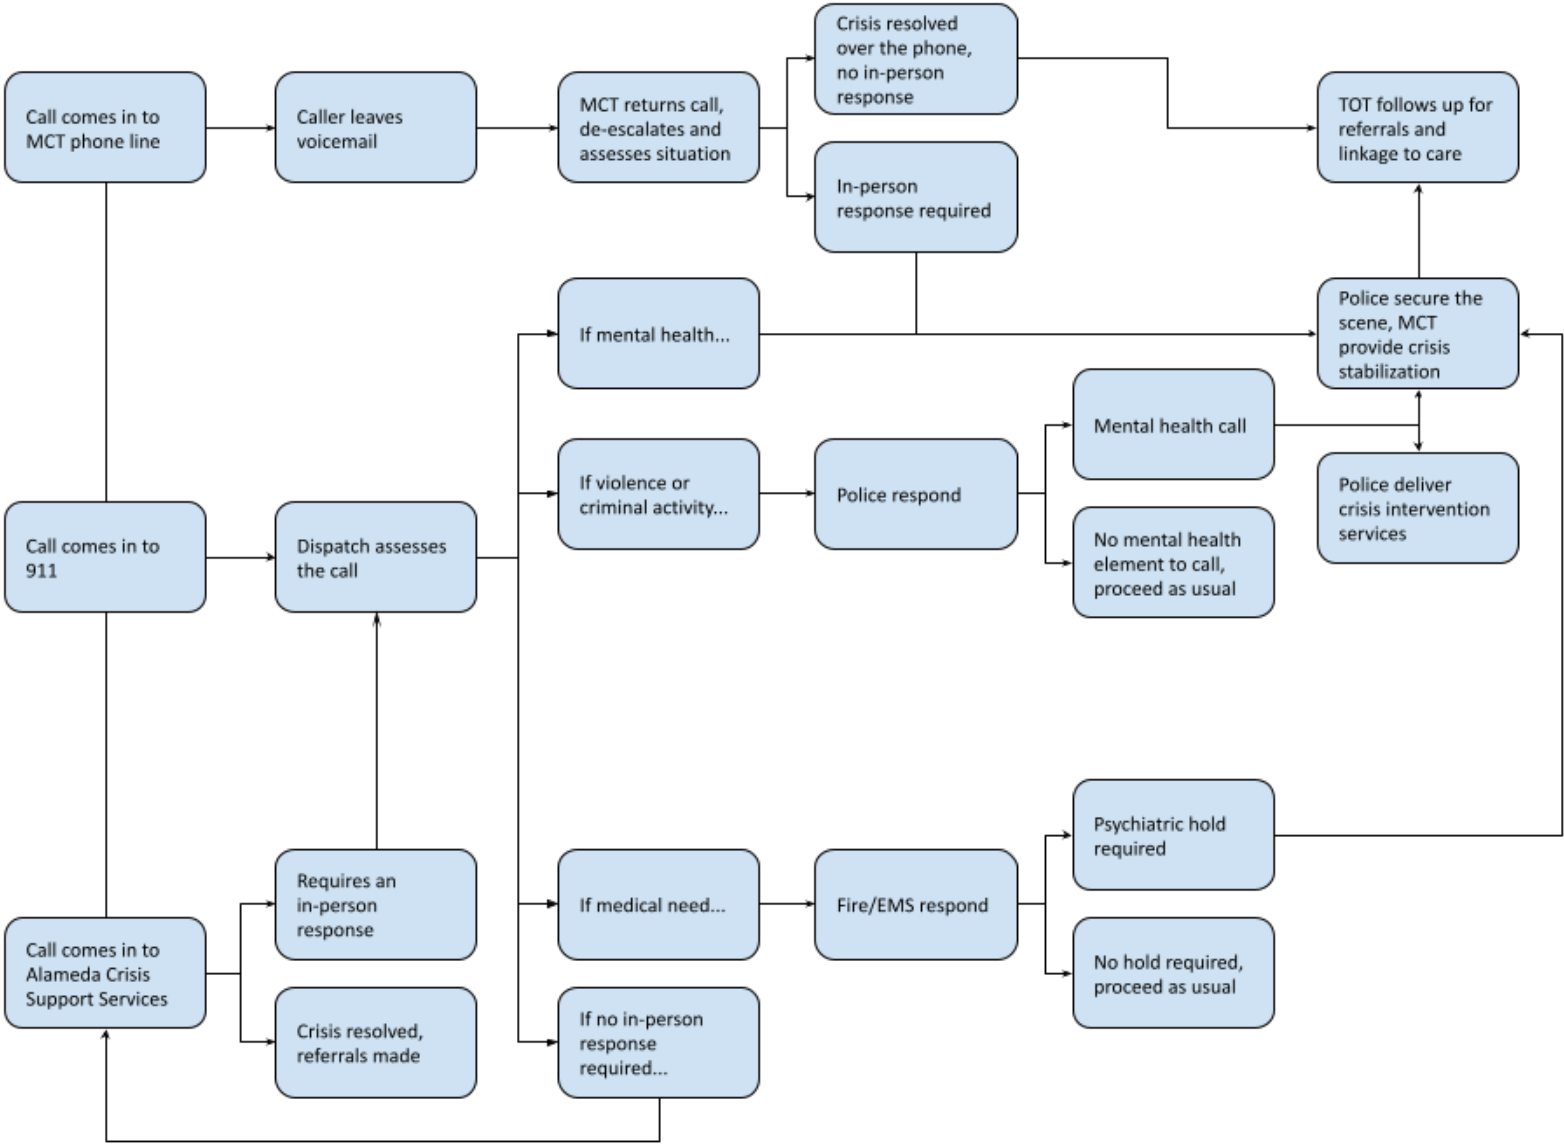 Call comes in to
MCT phone line
Caller leaves
voicemail
MCT returns call,
de-escalates and
assesses situation
Crisis resolved
over the phone,
no in-person
response
In-person
response required
TOT follows up for
referrals and
linkage to care
If mental health...
Police secure the
scene, MCT
provide crisis
stabilization
Call comes in to
911
Dispatch assesses
the call
If violence or
criminal activity...
Police respond
Mental health call
No mental health
element to call,
proceed as usual
Police deliver
crisis intervention
services
Call comes in to
Alameda Crisis
Support Services
Requires an
in-person
response
Crisis resolved,
referrals made
If medical need...
Fire/EMS respond
Psychiatric hold
required
No hold required,
proceed as usual
If no in-person
response
required...